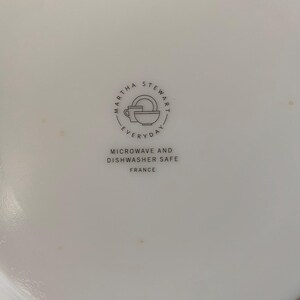 MARTHA STEWART
—EVERYDAY—
MICROWAVE AND
DISHWASHER SAFE
FRANCE